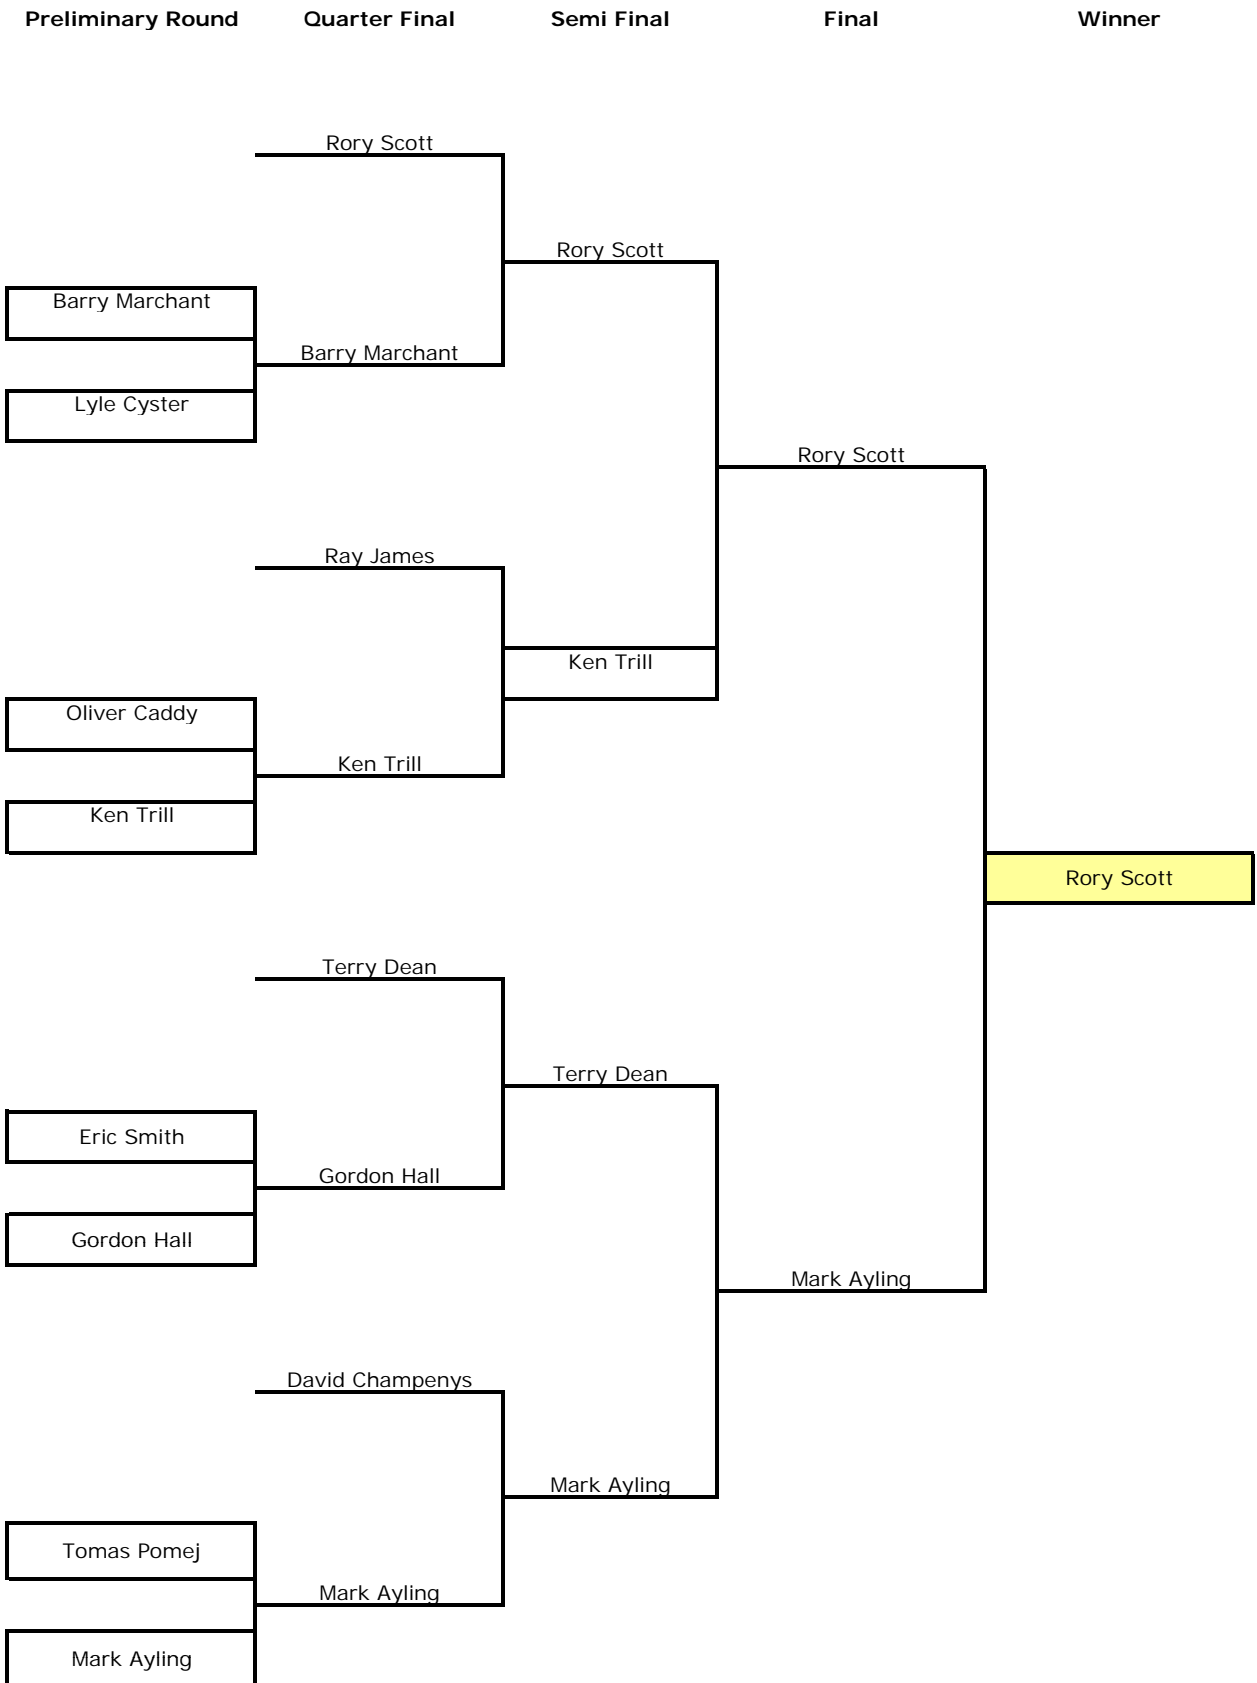 Preliminary Round Quarter Final Semi Final Final Winner
Rory Scott
Rory Scott
Barry Marchant
Barry Marchant
Lyle Cyster
Rory Scott
Ray James
Ken Trill
Oliver Caddy
Ken Trill
Ken Trill
Rory Scott
Terry Dean
Terry Dean
Eric Smith
Gordon Hall
Gordon Hall
Mark Ayling
David Champenys
Mark Ayling
Tomas Pomej
Mark Ayling
Mark Ayling